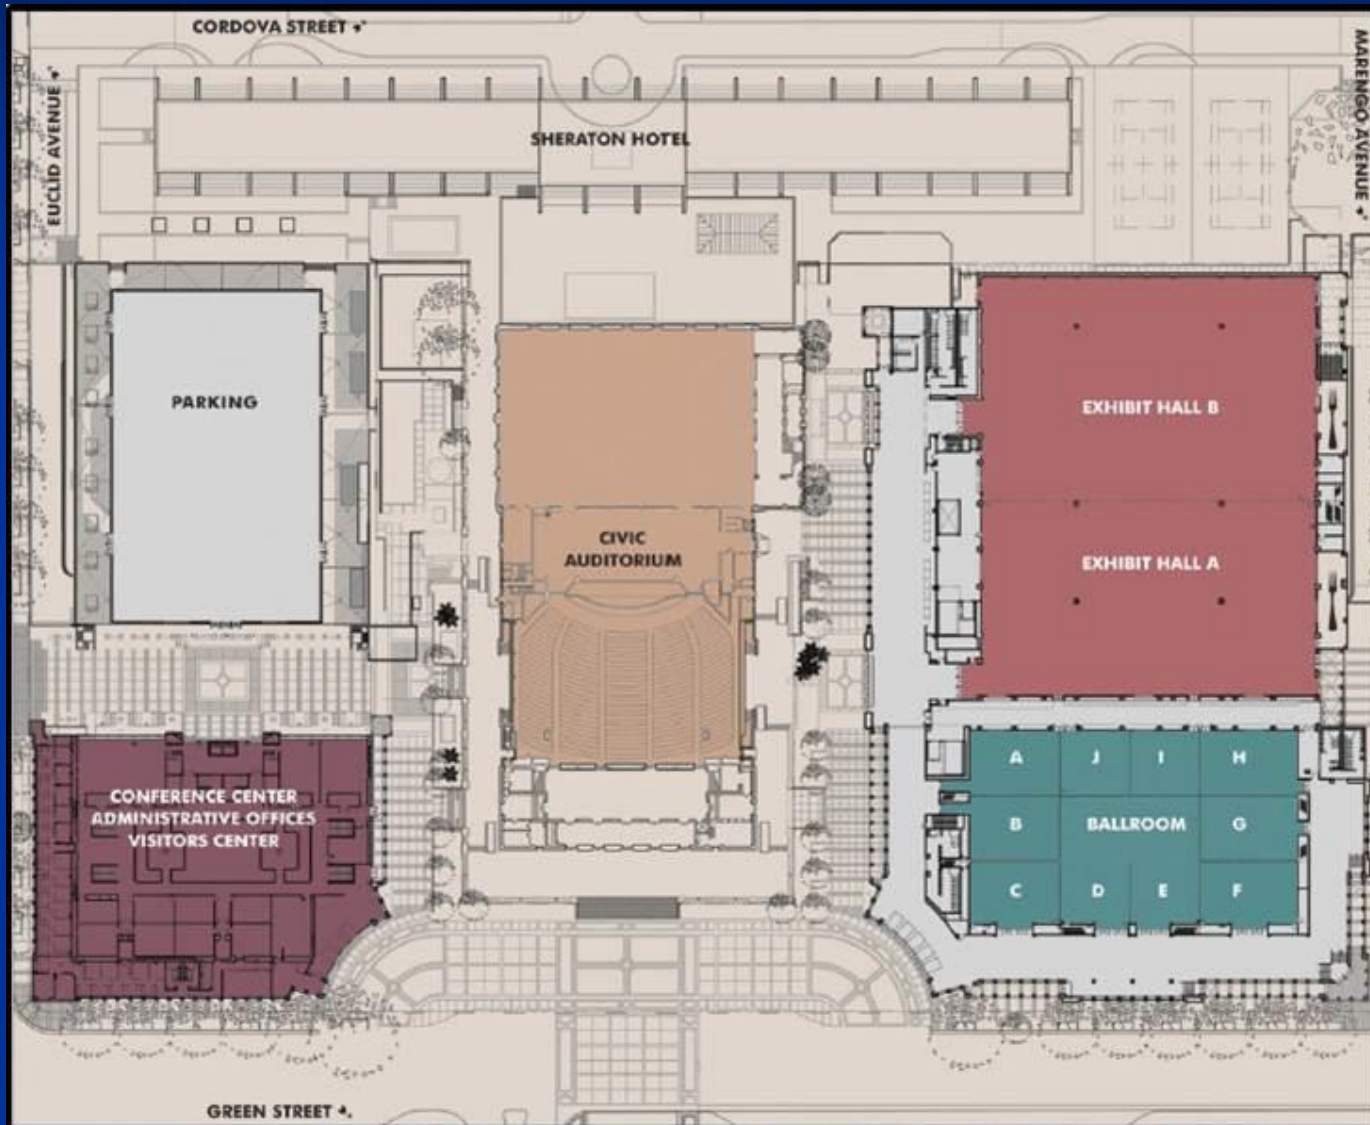 CORDOVA STREET
EUCLID AVENUE
MARENGO AVENUE
SHERATON HOTEL
PARKING
EXHIBIT HALL B
CIVIC
AUDITORIUM
EXHIBIT HALL A
A
J
I
H
CONFERENCE CENTER
ADMINISTRATIVE OFFICES
VISITORS CENTER
B
BALLROOM
G
C
D
E
F
GREEN STREET